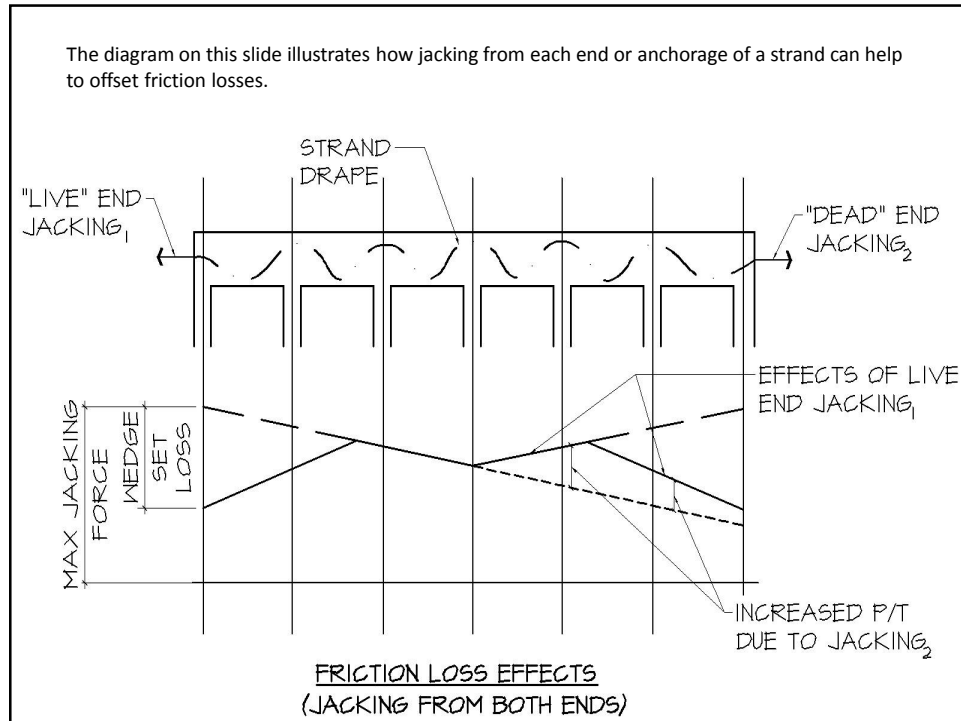 The diagram on this slide illustrates how jacking from each end or anchorage of a strand can help
to offset friction losses.
STRAND
DRAPE
"LIVE" END
JACKING₁
"DEAD" END
JACKING₂
EFFECTS OF LIVE
END JACKING₁
MAX JACKING
FORCE
WEDGE
SET
LOSS
INCREASED P/T
DUE TO JACKING₂
FRICTION LOSS EFFECTS
(JACKING FROM BOTH ENDS)